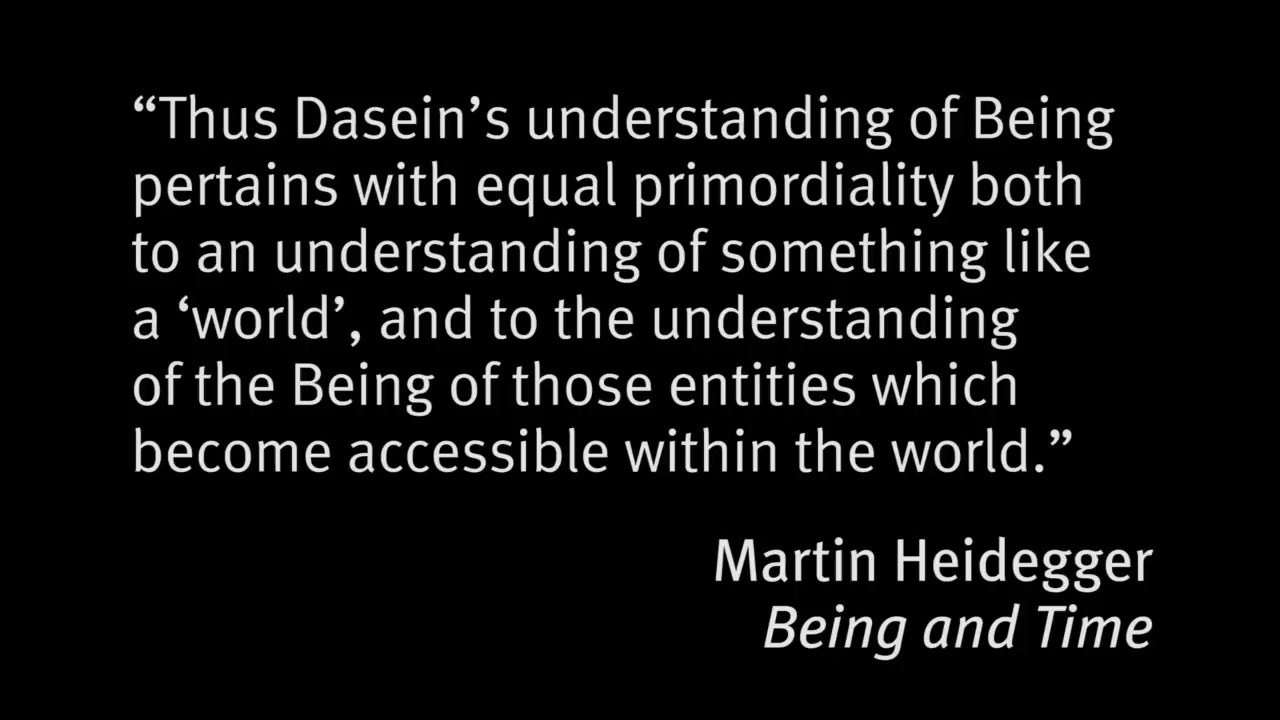 “Thus Dasein’s understanding of Being
pertains with equal primordiality both
to an understanding of something like
a ‘world’, and to the understanding
of the Being of those entities which
become accessible within the world.”
Martin Heidegger
Being and Time